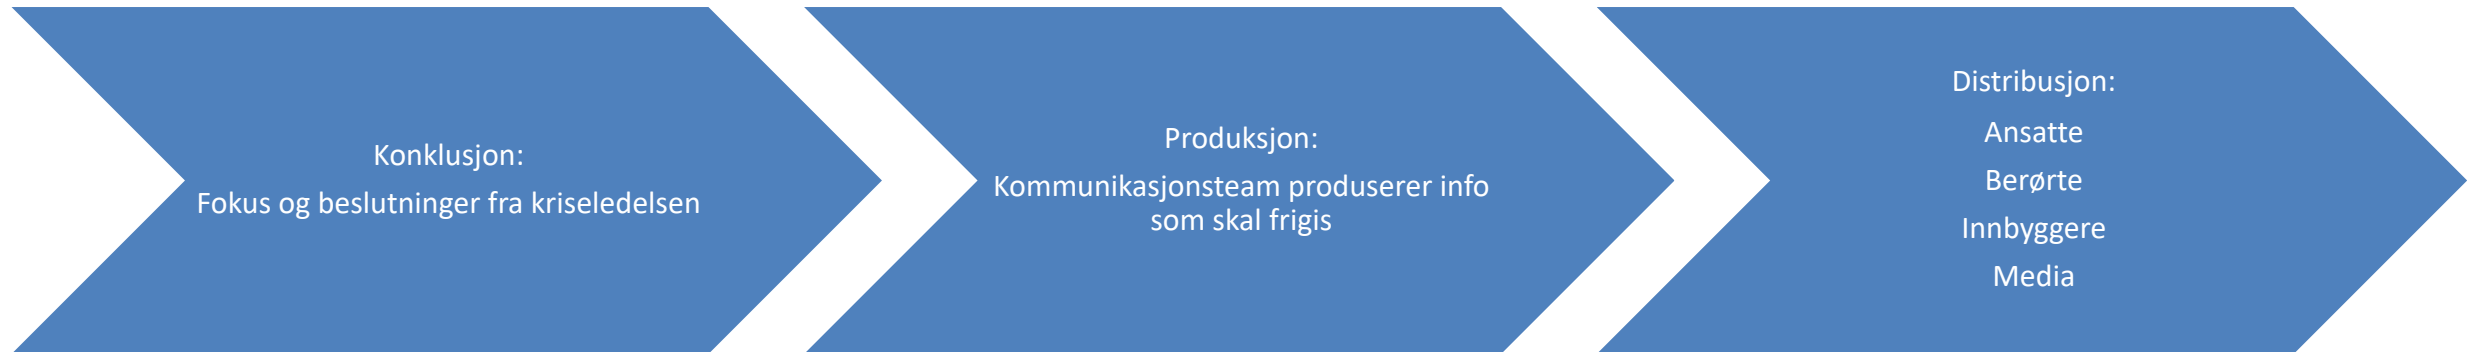 Konklusjon:
Fokus og beslutninger fra kriseledelsen
Produksjon:
Kommunikasjonsteam produserer info
som skal frigis
Distribusjon:
Ansatte
Berørte
Innbyggere
Media